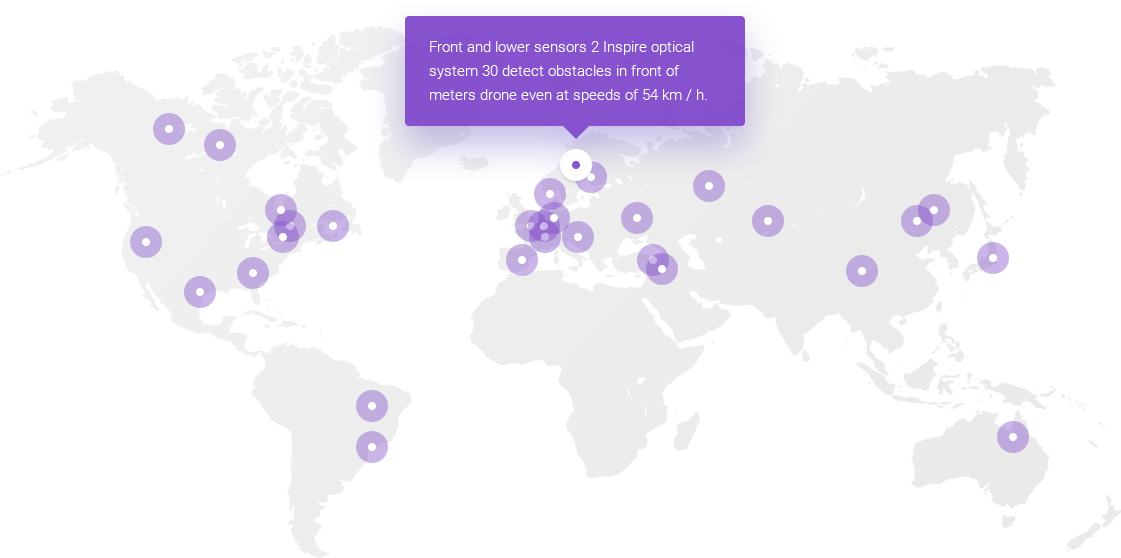 Front and lower sensors 2 Inspire optical
system 30 detect obstacles in front of
meters drone even at speeds of 54 km / h.